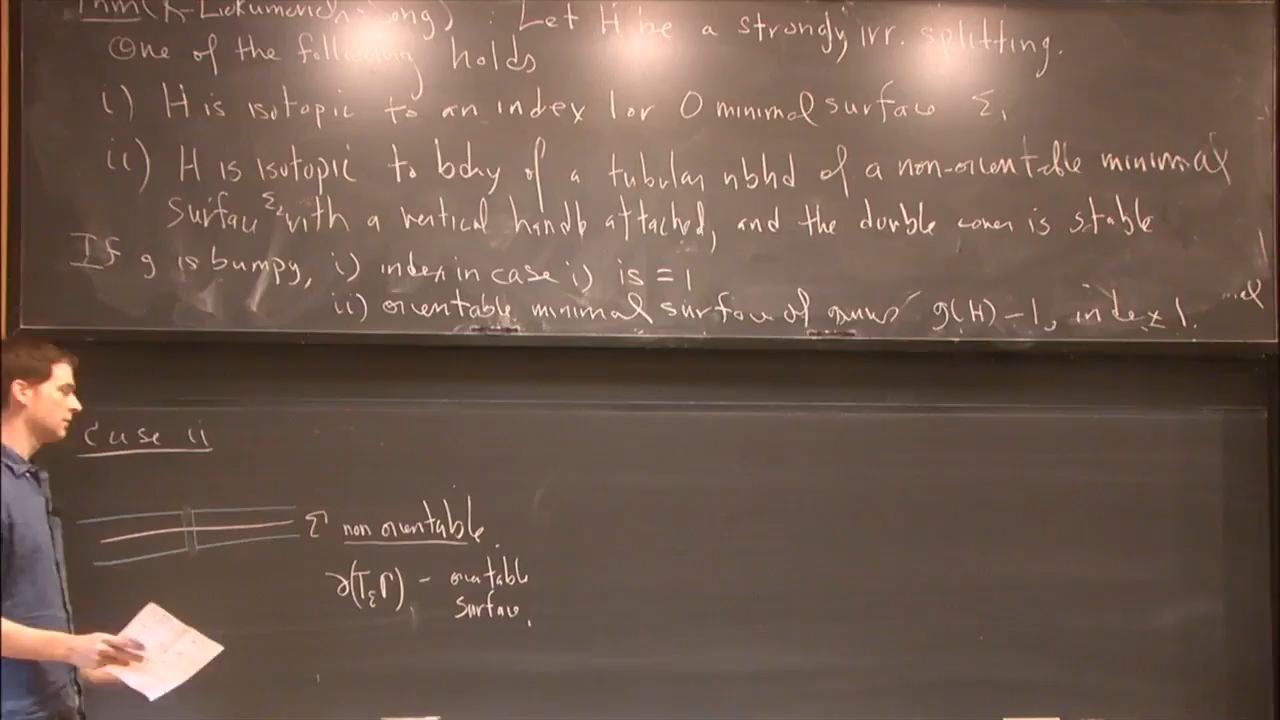 Thm (K-Liokumovich-Song) : Let H be a strongly irr. splitting.
One of the following holds
i) H is isotopic to an index 1 or 0 minimal surface Σ,
ii) H is isotopic to bdry of a tubular nbhd of a non-orientable minimal
surface Σ₂ with a vertical handle attached, and the double cover is stable
If g is bumpy, i) index in case i) is = 1
ii) orientable minimal surface of genus g(H)-1, index 1.
Case ii
Γ non orientable.
∂(T_ε Γ) - orientable
surface.